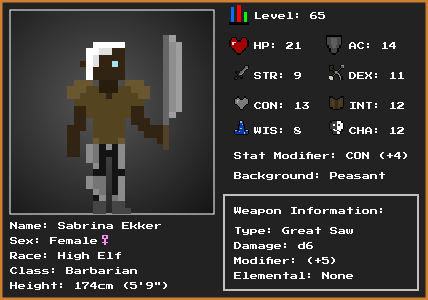 Level: 65
HP: 21 AC: 14
STR: 9 DEX: 11
CON: 13 INT: 12
WIS: 8 CHA: 12
Stat Modifier: CON (+4)
Background: Peasant
Weapon Information:
Type: Great Saw
Damage: d6
Modifier: (+5)
Elemental: None
Name: Sabrina Ekker
Sex: Female♀
Race: High Elf
Class: Barbarian
Height: 174cm (5'9")